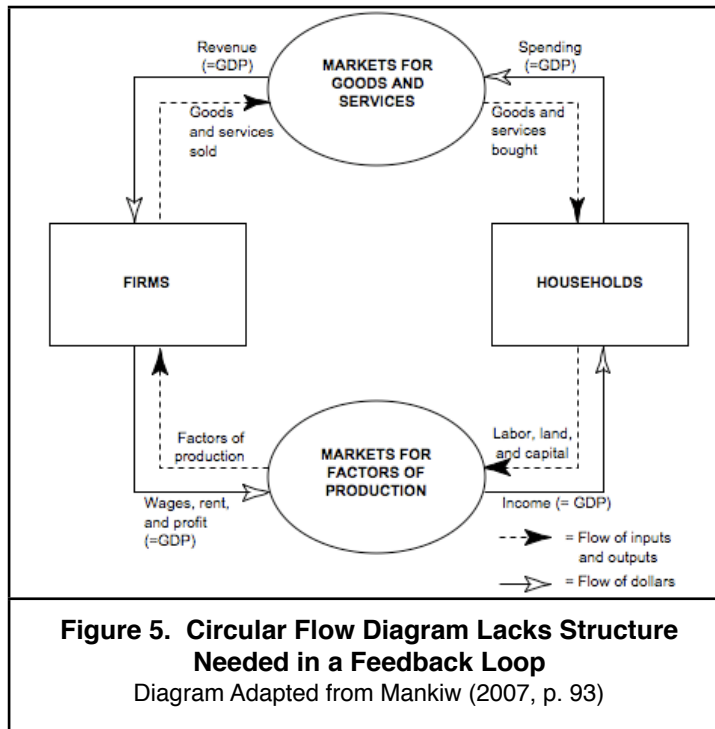 Revenue
(=GDP)
MARKETS FOR
GOODS AND
SERVICES
Spending
(=GDP)
Goods
and services
sold
Goods and
services
bought
FIRMS
HOUSEHOLDS
Factors of
production
MARKETS FOR
FACTORS OF
PRODUCTION
Labor, land,
and capital
Wages, rent,
and profit
(=GDP)
Income (= GDP)
= Flow of inputs
and outputs
= Flow of dollars
Figure 5. Circular Flow Diagram Lacks Structure
Needed in a Feedback Loop
Diagram Adapted from Mankiw (2007, p. 93)